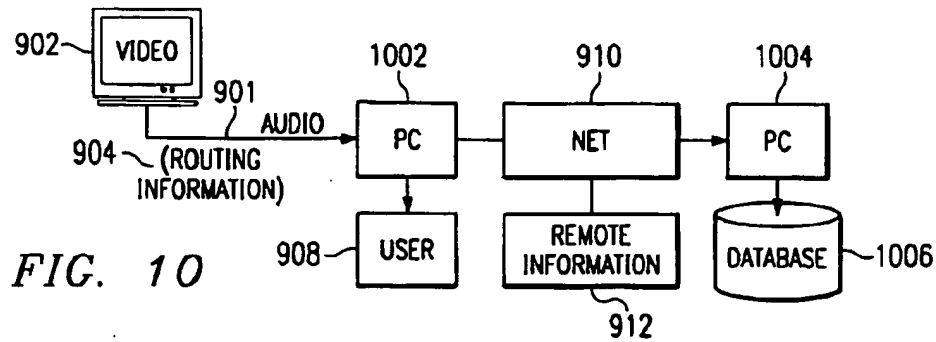 902
VIDEO
901
AUDIO
904
(ROUTING
INFORMATION)
1002
PC
910
NET
1004
PC
908
USER
REMOTE
INFORMATION
912
DATABASE
1006
FIG. 10